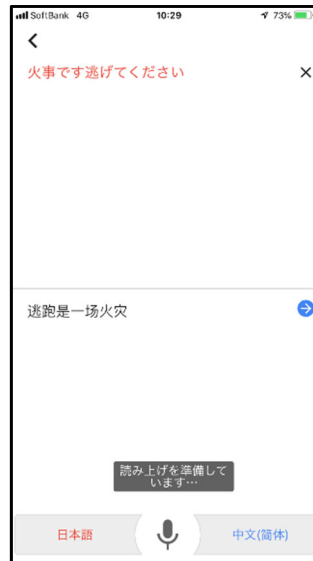 SoftBank 4G 10:29 73%
火事です逃げてください
逃跑是一场火灾
読み上げを準備して
います…
日本語 中文(简体)